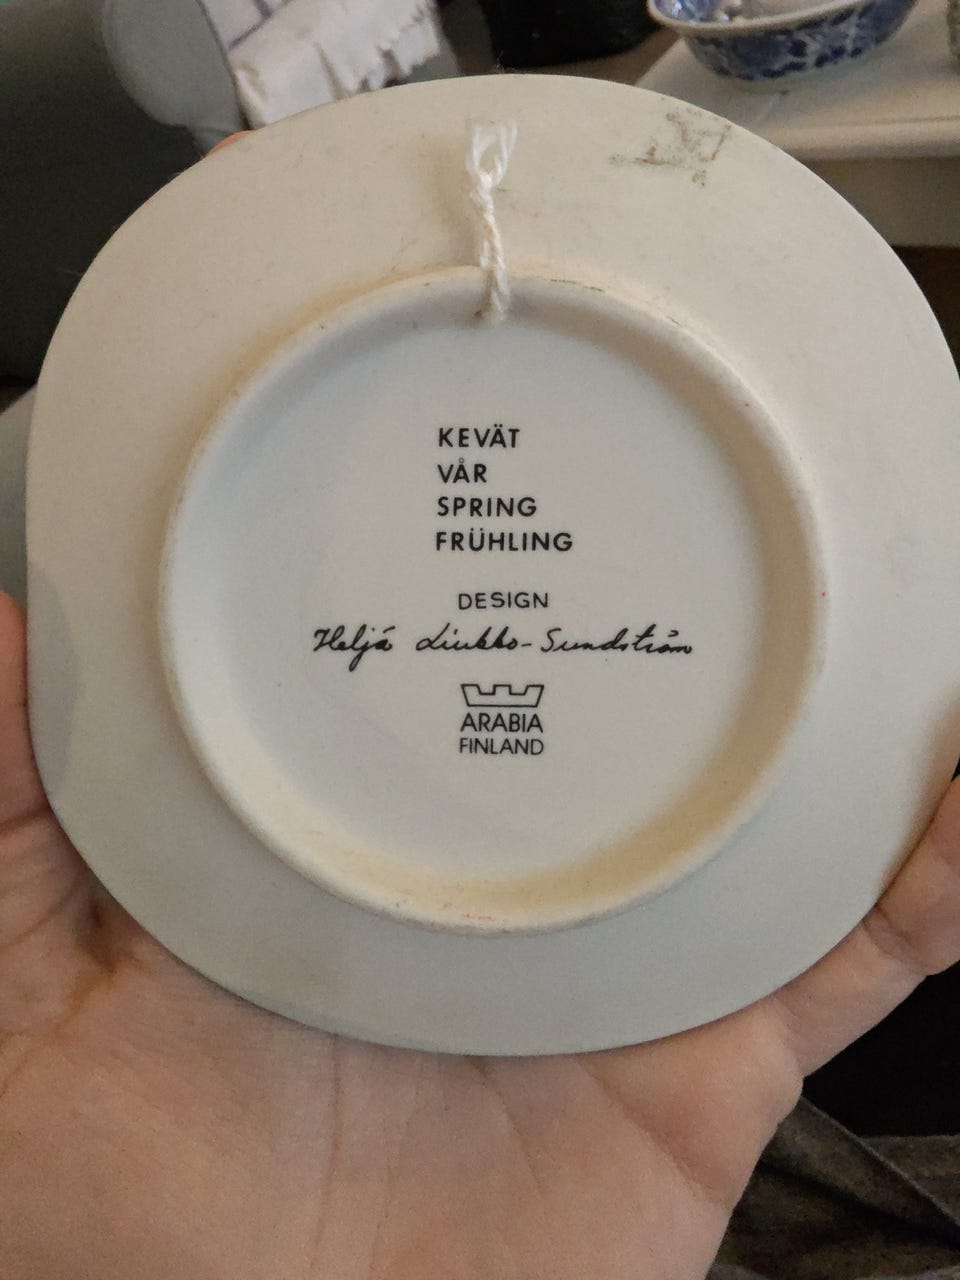 KEVÄT
VÅR
SPRING
FRÜHLING
DESIGN
Heljä Liukko-Sundström
ARABIA
FINLAND